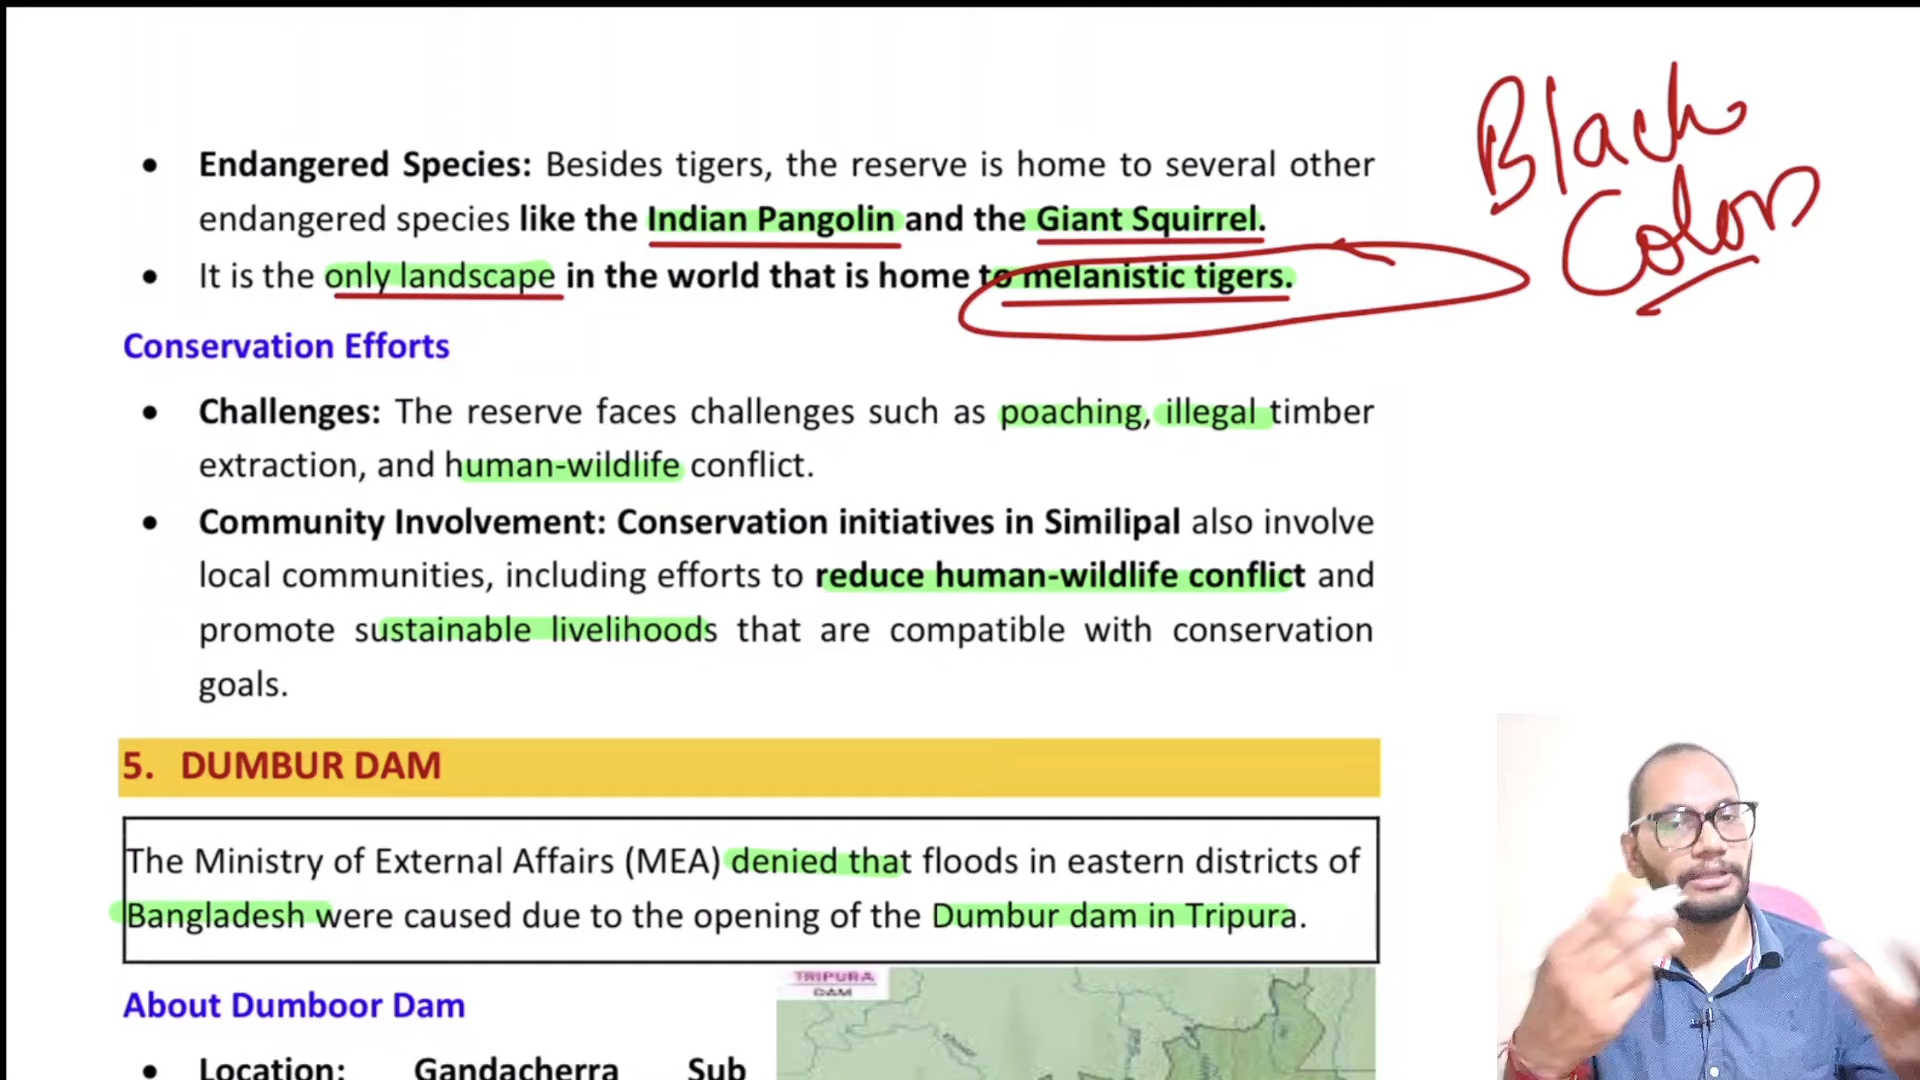 Black
Color
• Endangered Species: Besides tigers, the reserve is home to several other
endangered species like the Indian Pangolin and the Giant Squirrel.
• It is the only landscape in the world that is home to melanistic tigers.
Conservation Efforts
• Challenges: The reserve faces challenges such as poaching, illegal timber
extraction, and human-wildlife conflict.
• Community Involvement: Conservation initiatives in Similipal also involve
local communities, including efforts to reduce human-wildlife conflict and
promote sustainable livelihoods that are compatible with conservation
goals.
5. DUMBUR DAM
The Ministry of External Affairs (MEA) denied that floods in eastern districts of
Bangladesh were caused due to the opening of the Dumbur dam in Tripura.
TRIPURA
DAM
About Dumboor Dam
• Location: Gandacherra Sub